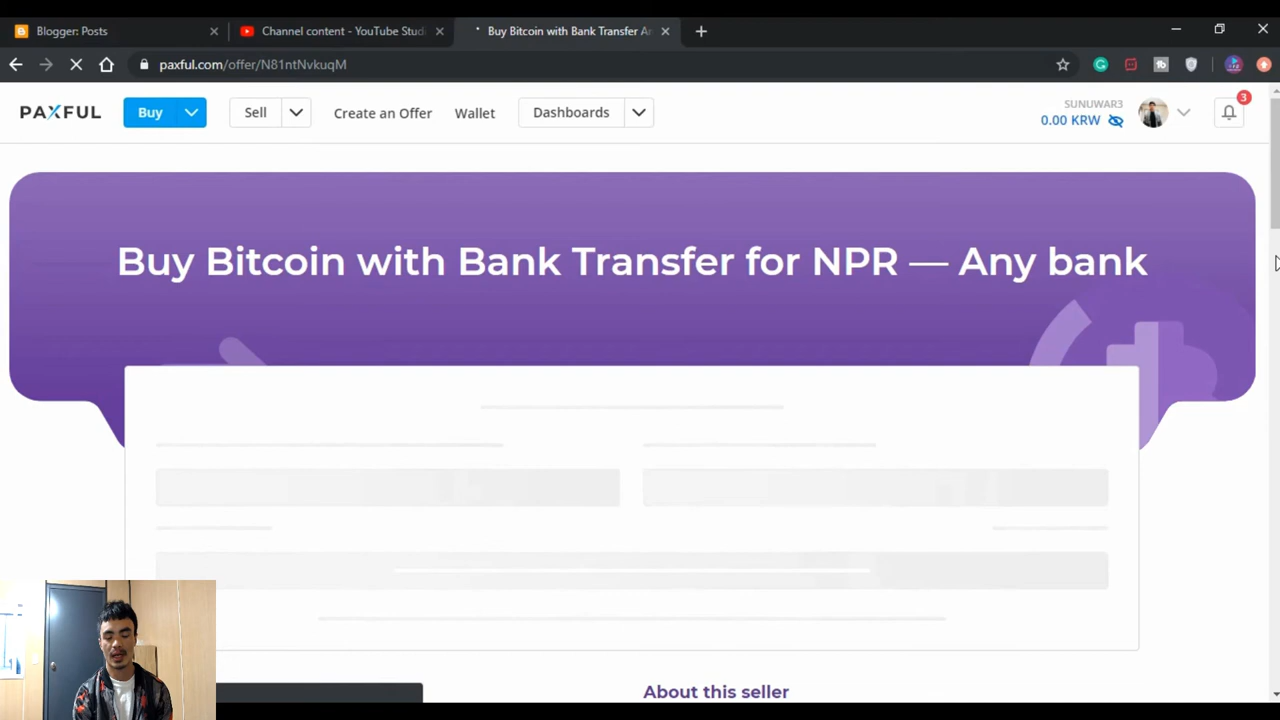 Blogger: Posts
Channel content - YouTube Studi
Buy Bitcoin with Bank Transfer An
paxful.com/offer/N81ntNvkuqM
PAXFUL
Buy
Sell
Create an Offer
Wallet
Dashboards
SUNUWAR3
0.00 KRW
3
Buy Bitcoin with Bank Transfer for NPR — Any bank
About this seller